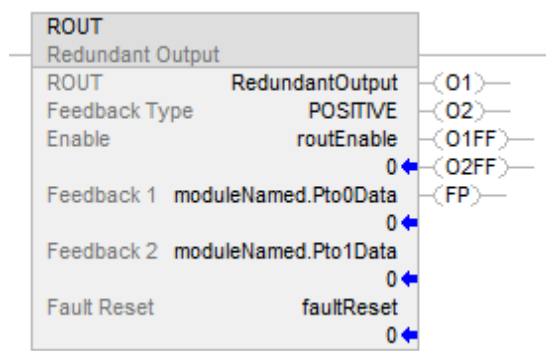 ROUT
Redundant Output
ROUT RedundantOutput (O1)
Feedback Type POSITIVE (O2)
Enable routEnable (O1FF)
0 (O2FF)
Feedback 1 moduleNamed.Pto0Data (FP)
0
Feedback 2 moduleNamed.Pto1Data
0
Fault Reset faultReset
0